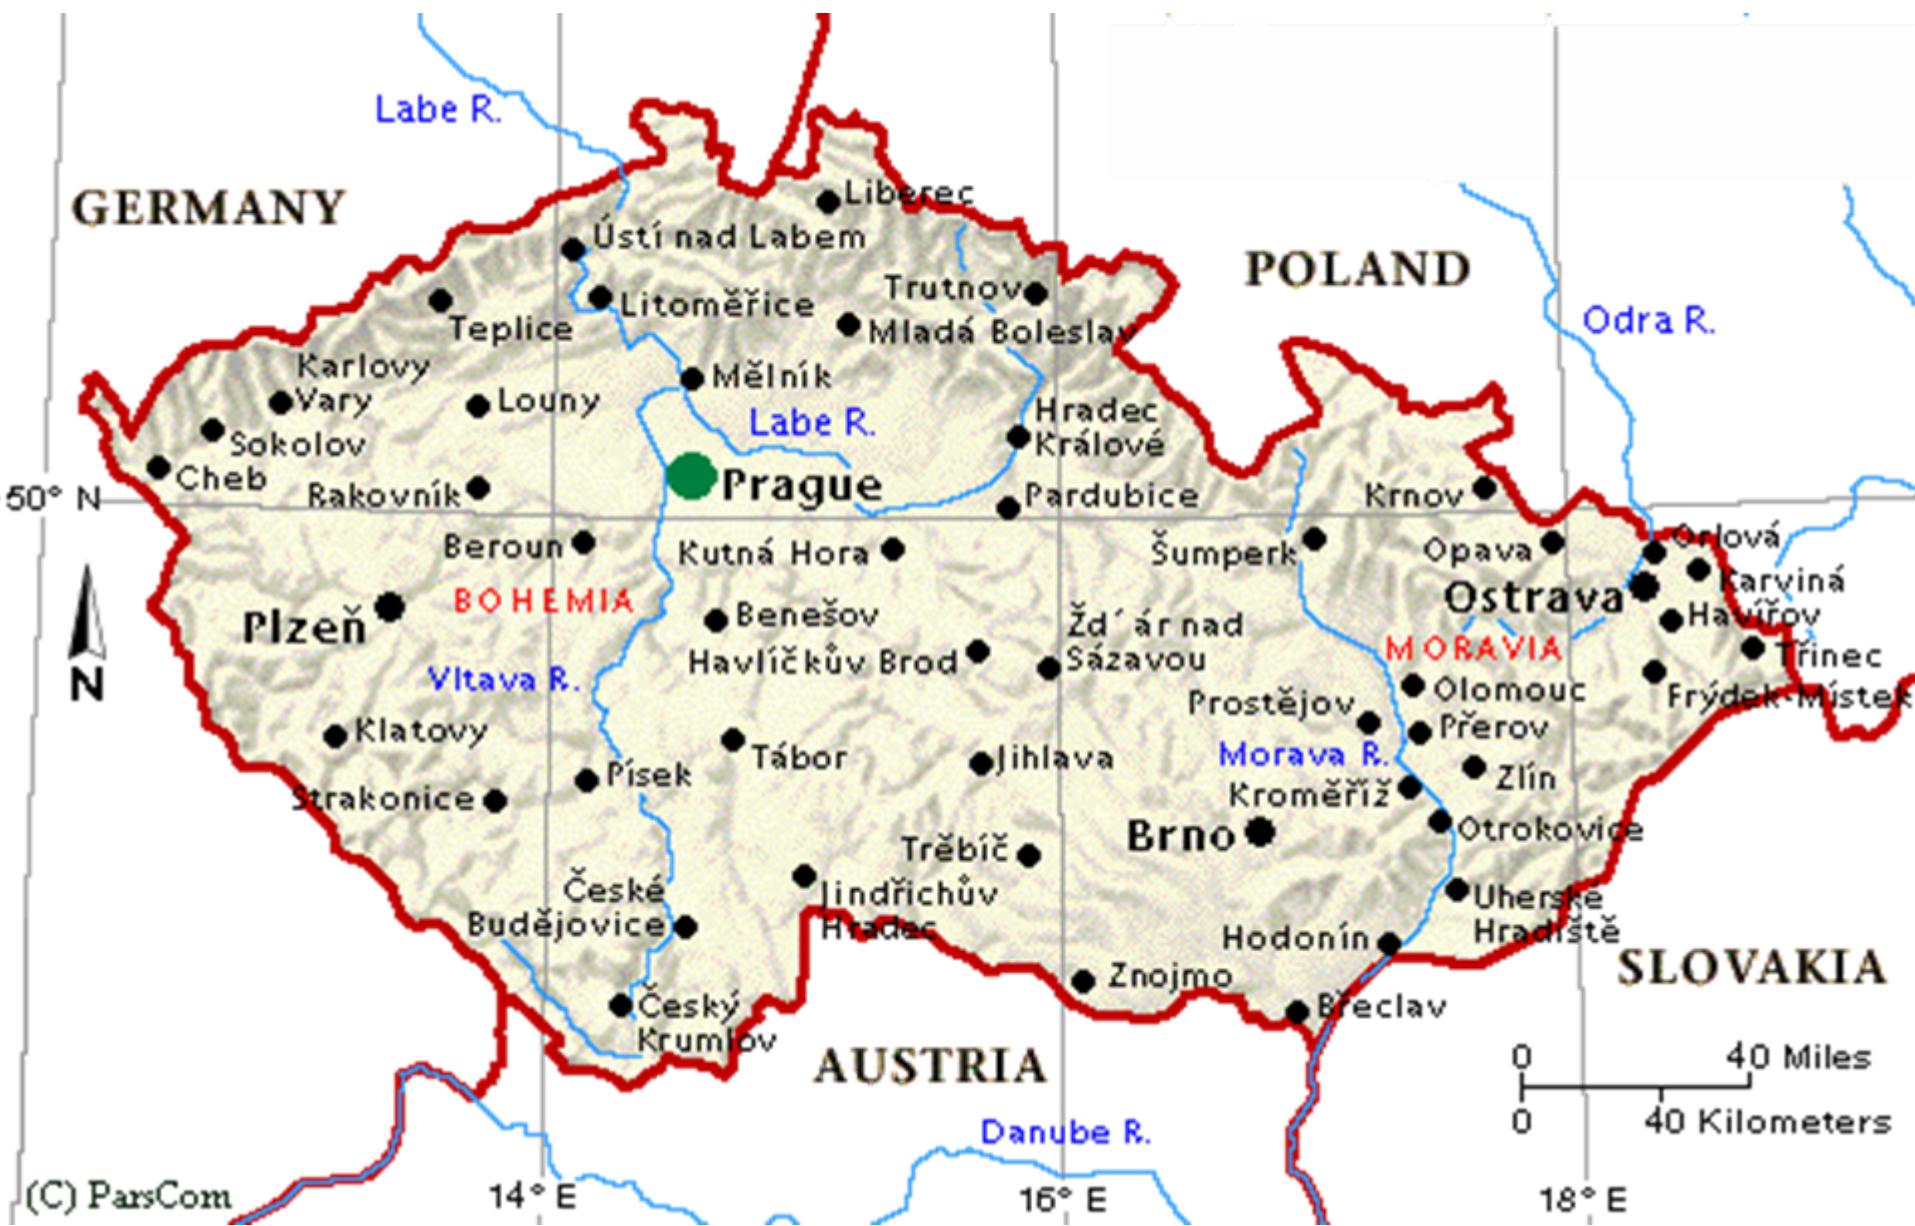 Labe R.
GERMANY
Liberec
Ústí nad Labem
POLAND
Trutnov
Litoměřice
Odra R.
Teplice
Mladá Boleslav
Karlovy
Vary
Mělník
Louny
Labe R.
Hradec
Králové
Sokolov
Cheb
Rakovník
Prague
Pardubice
Krnov
50° N
Orlová
Beroun
Kutná Hora
Šumperk
Opava
Karviná
BOHEMIA
Ostrava
Plzeň
Benešov
Žd´ár nad
Sázavou
Havířov
MORAVIA
Havlíčkův Brod
Třinec
Vltava R.
Olomouc
Frýdek-Místek
N
Prostějov
Klatovy
Přerov
Tábor
Jihlava
Morava R.
Písek
Zlín
Strakonice
Kroměříž
Brno
Otrokovice
Trěbíč
České
Budějovice
Jindřichův
Hradec
Uherské
Hradiště
Hodonín
SLOVAKIA
Znojmo
Český
Krumlov
Břeclav
AUSTRIA
0 40 Miles
0 40 Kilometers
Danube R.
(C) ParsCom
14° E
16° E
18° E